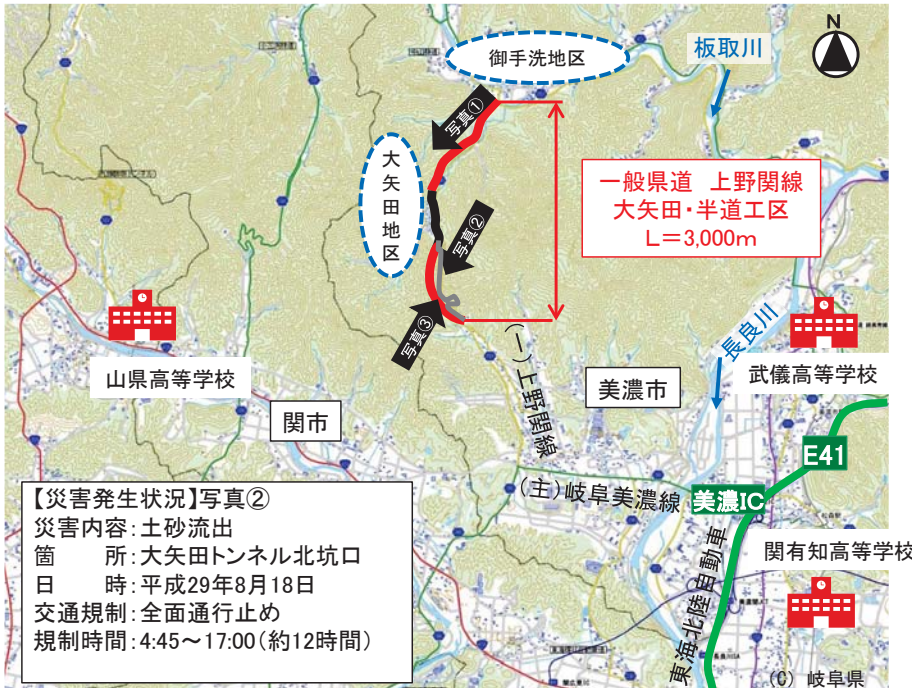 御手洗地区
板取川
N
写真①
大矢田地区
写真②
写真③
一般県道 上野関線
大矢田・半道工区
L=3,000m
山県高等学校
関市
(一)上野関線
美濃市
長良川
武儀高等学校
E41
(主)岐阜美濃線
美濃IC
関有知高等学校
東海北陸自動車
【災害発生状況】写真②
災害内容:土砂流出
箇 所:大矢田トンネル北坑口
日 時:平成29年8月18日
交通規制:全面通行止め
規制時間:4:45~17:00(約12時間)
(C) 岐阜県